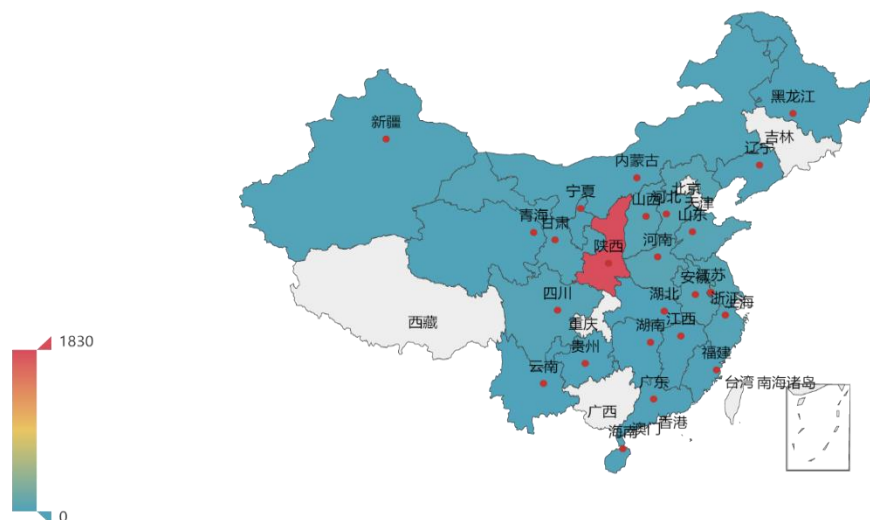 黑龙江
新疆
吉林
辽宁
内蒙古
北京
宁夏
河北
天津
山西
青海
山东
甘肃
陕西
河南
安徽
江苏
四川
湖北
浙江
上海
西藏
重庆
江西
湖南
1830
贵州
福建
云南
台湾
南海诸岛
广东
广西
香港
海南
澳门
0